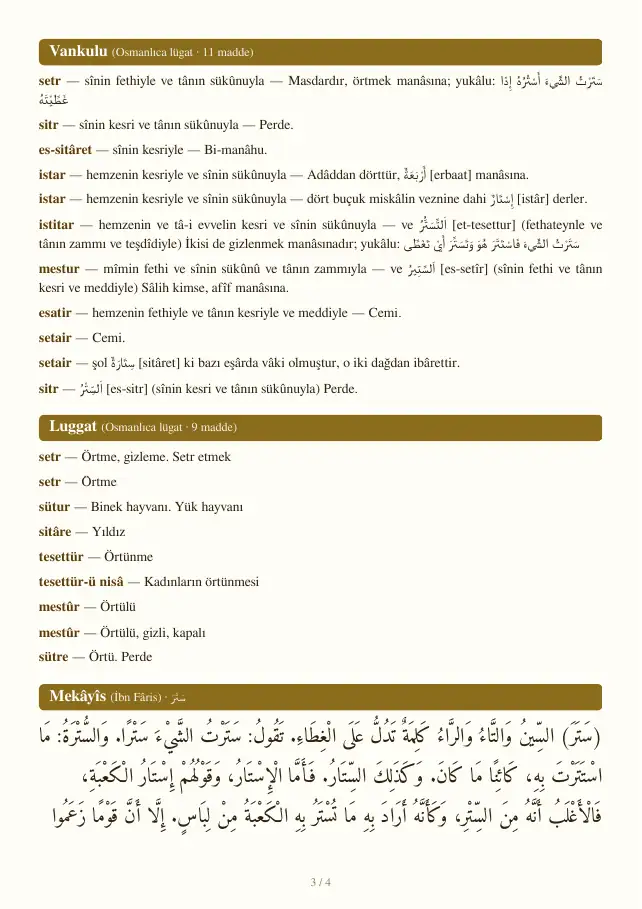 Vankulu (Osmanlıca lügat · 11 madde)
setr — sînin fethiyle ve tânın sükûnuyla — Masdardır, örtmek manâsına; yukâlu: سَتَرْتُ الشَّيءَ أَسْتُرُهُ إِذَا
غَطَّيْتَهُ
sitr — sînin kesri ve tânın sükûnuyla — Perde.
es-sitâret — sînin kesriyle — Bi-manâhu.
istar — hemzenin kesriyle ve sînin sükûnuyla — Adâddan dörttür, أَرْبَعَةٌ [erbaat] manâsına.
istar — hemzenin kesriyle ve sînin sükûnuyla — dört buçuk miskâlin veznine dahi إِسْتَارٌ [istâr] derler.
istitar — hemzenin ve tâ-i evvelin kesri ve sînin sükûnuyla — ve اَلتَّسَتُّرُ [et-tesettur] (fethateynle ve
tânın zammı ve teşdîdiyle) İkisi de gizlenmek manâsınadır; yukâlu: سَتَرْتُ الشَّيءَ فَاسْتَتَرَ هُوَ وَتَسَتَّرَ أَيْ تَغَطَّى
mestur — mîmin fethi ve sînin sükûnû ve tânın zammıyla — ve اَلسَّتِيرُ [es-setîr] (sînin fethi ve tânın
kesri ve meddiyle) Sâlih kimse, afîf manâsına.
esatir — hemzenin fethiyle ve tânın kesriyle ve meddiyle — Cemi.
setair — Cemi.
setair — şol سِتَارَةٌ [sitâret] ki bazı eşârda vâki olmuştur, o iki dağdan ibârettir.
sitr — اَلسِّتْرُ [es-sitr] (sînin kesri ve tânın sükûnuyla) Perde.
Luggat (Osmanlıca lügat · 9 madde)
setr — Örtme, gizleme. Setr etmek
setr — Örtme
sütur — Binek hayvanı. Yük hayvanı
sitâre — Yıldız
tesettür — Örtünme
tesettür-ü nisâ — Kadınların örtünmesi
mestûr — Örtülü
mestûr — Örtülü, gizli, kapalı
sütre — Örtü. Perde
Mekâyîs (İbn Fâris) · سَتَرَ
(سَتَرَ) السِّينُ وَالتَّاءُ وَالرَّاءُ كَلِمَةٌ تَدُلُّ عَلَى الْغِطَاءِ. تَقُولُ: سَتَرْتُ الشَّيْءَ سَتْرًا. وَالسُّتْرَةُ: مَا
اسْتَتَرْتَ بِهِ، كَائِنًا مَا كَانَ. وَكَذَلِكَ السِّتَارُ. فَأَمَّا الْإِسْتَارُ، وَقَوْلُهُمْ إِسْتَارُ الْكَعْبَةِ،
فَالْأَغْلَبُ أَنَّهُ مِنَ السِّتْرِ، وَكَأَنَّهُ أَرَادَ بِهِ مَا تُسْتَرُ بِهِ الْكَعْبَةُ مِنْ لِبَاسٍ. إِلَّا أَنَّ قَوْمًا زَعَمُوا
3 / 4